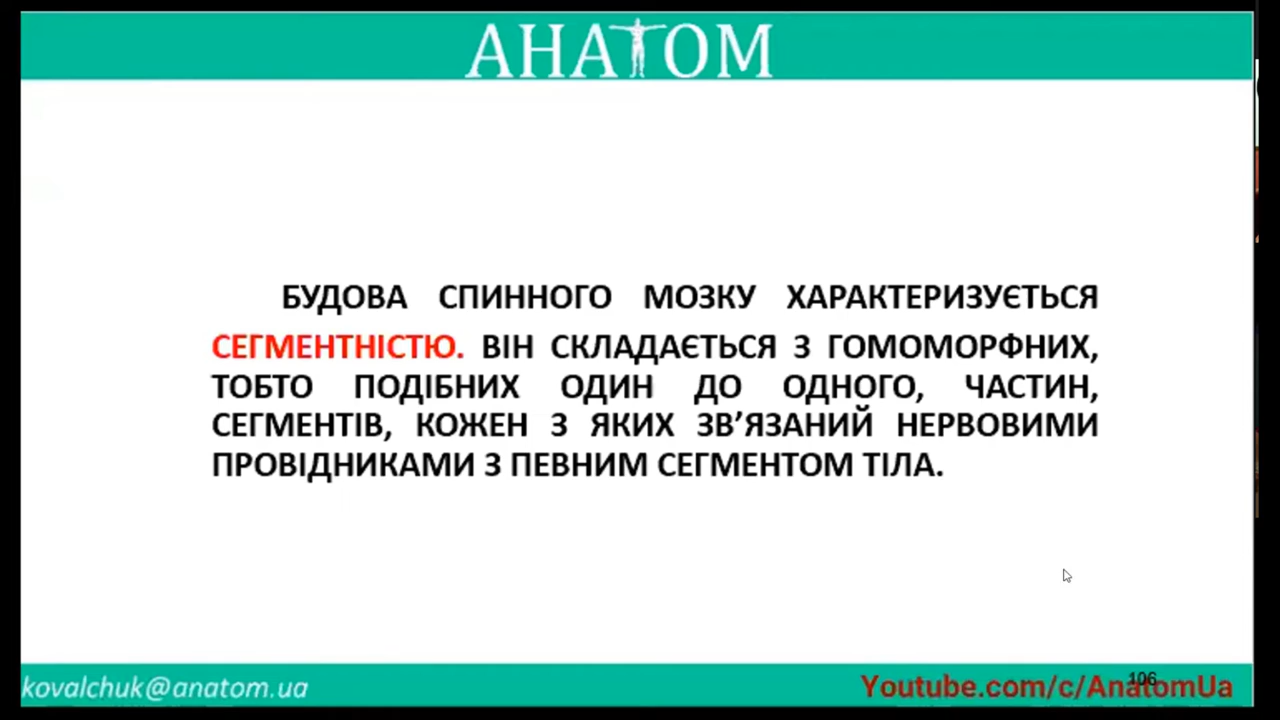 АНАТОМ
БУДОВА СПИННОГО МОЗКУ ХАРАКТЕРИЗУЄТЬСЯ
СЕГМЕНТНІСТЮ. ВІН СКЛАДАЄТЬСЯ З ГОМОМОРФНИХ,
ТОБТО ПОДІБНИХ ОДИН ДО ОДНОГО, ЧАСТИН,
СЕГМЕНТІВ, КОЖЕН З ЯКИХ ЗВ’ЯЗАНИЙ НЕРВОВИМИ
ПРОВІДНИКАМИ З ПЕВНИМ СЕГМЕНТОМ ТІЛА.
106
kovalchuk@anatom.ua
Youtube.com/c/AnatomUa